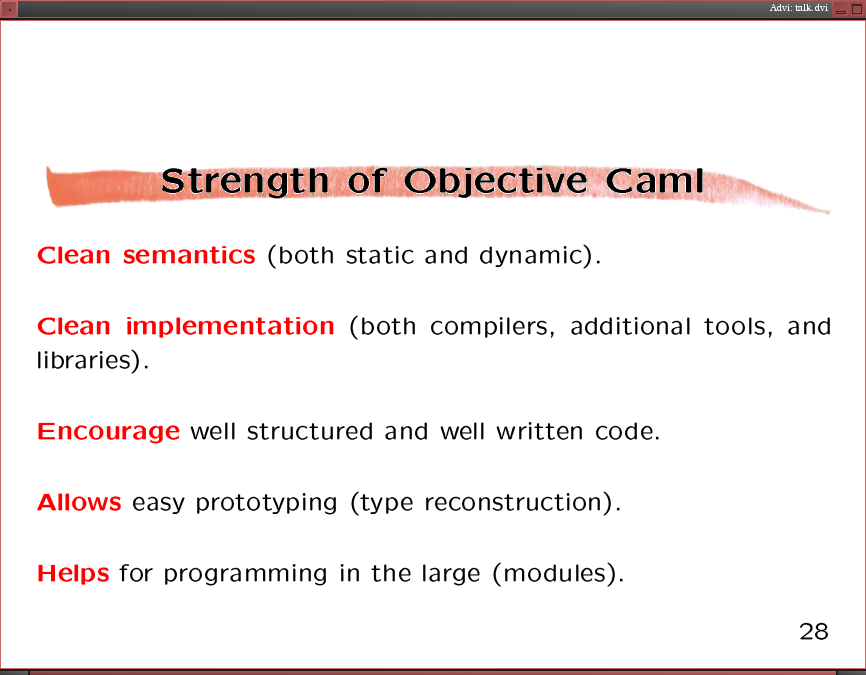 Advi: talk.dvi
Strength of Objective Caml
Clean semantics (both static and dynamic).
Clean implementation (both compilers, additional tools, and
libraries).
Encourage well structured and well written code.
Allows easy prototyping (type reconstruction).
Helps for programming in the large (modules).
28